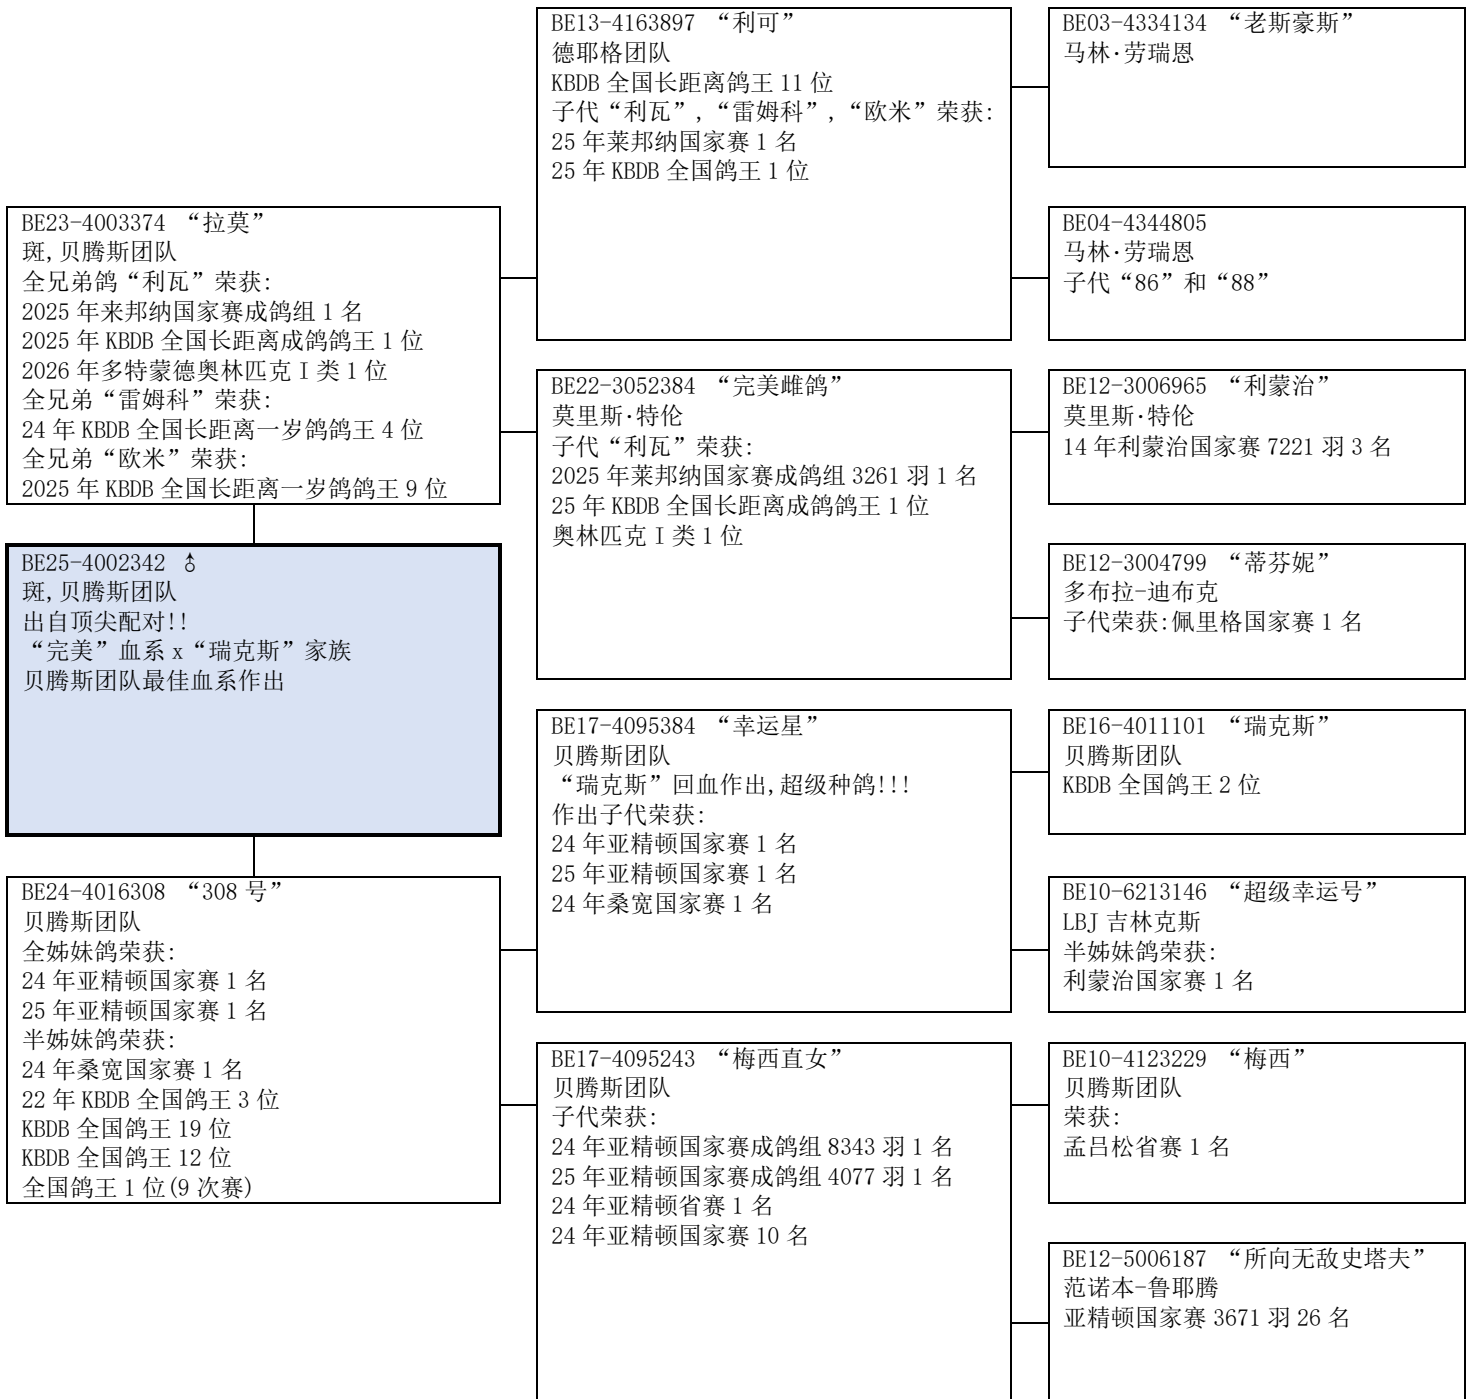 BE13-4163897 “利可”
德耶格团队
KBDB 全国长距离鸽王 11 位
子代“利瓦”,“雷姆科”,“欧米”荣获:
25 年莱邦纳国家赛 1 名
25 年 KBDB 全国鸽王 1 位
BE03-4334134 “老斯豪斯”
马林·劳瑞恩
BE23-4003374 “拉莫”
斑,贝腾斯团队
全兄弟鸽“利瓦”荣获:
2025 年来邦纳国家赛成鸽组 1 名
2025 年 KBDB 全国长距离成鸽鸽王 1 位
2026 年多特蒙德奥林匹克 I 类 1 位
全兄弟“雷姆科”荣获:
24 年 KBDB 全国长距离一岁鸽鸽王 4 位
全兄弟“欧米”荣获:
2025 年 KBDB 全国长距离一岁鸽鸽王 9 位
BE04-4344805
马林·劳瑞恩
子代“86”和“88”
BE22-3052384 “完美雌鸽”
莫里斯·特伦
子代“利瓦”荣获:
2025 年莱邦纳国家赛成鸽组 3261 羽 1 名
25 年 KBDB 全国长距离成鸽鸽王 1 位
奥林匹克 I 类 1 位
BE12-3006965 “利蒙治”
莫里斯·特伦
14 年利蒙治国家赛 7221 羽 3 名
BE25-4002342 ♂
斑,贝腾斯团队
出自顶尖配对!!
“完美”血系 x“瑞克斯”家族
贝腾斯团队最佳血系作出
BE12-3004799 “蒂芬妮”
多布拉-迪布克
子代荣获:佩里格国家赛 1 名
BE17-4095384 “幸运星”
贝腾斯团队
“瑞克斯”回血作出,超级种鸽!!!
作出子代荣获:
24 年亚精顿国家赛 1 名
25 年亚精顿国家赛 1 名
24 年桑宽国家赛 1 名
BE16-4011101 “瑞克斯”
贝腾斯团队
KBDB 全国鸽王 2 位
BE24-4016308 “308 号”
贝腾斯团队
全姊妹鸽荣获:
24 年亚精顿国家赛 1 名
25 年亚精顿国家赛 1 名
半姊妹鸽荣获:
24 年桑宽国家赛 1 名
22 年 KBDB 全国鸽王 3 位
KBDB 全国鸽王 19 位
KBDB 全国鸽王 12 位
全国鸽王 1 位(9 次赛)
BE10-6213146 “超级幸运号”
LBJ 吉林克斯
半姊妹鸽荣获:
利蒙治国家赛 1 名
BE17-4095243 “梅西直女”
贝腾斯团队
子代荣获:
24 年亚精顿国家赛成鸽组 8343 羽 1 名
25 年亚精顿国家赛成鸽组 4077 羽 1 名
24 年亚精顿省赛 1 名
24 年亚精顿国家赛 10 名
BE10-4123229 “梅西”
贝腾斯团队
荣获:
孟吕松省赛 1 名
BE12-5006187 “所向无敌史塔夫”
范诺本-鲁耶腾
亚精顿国家赛 3671 羽 26 名